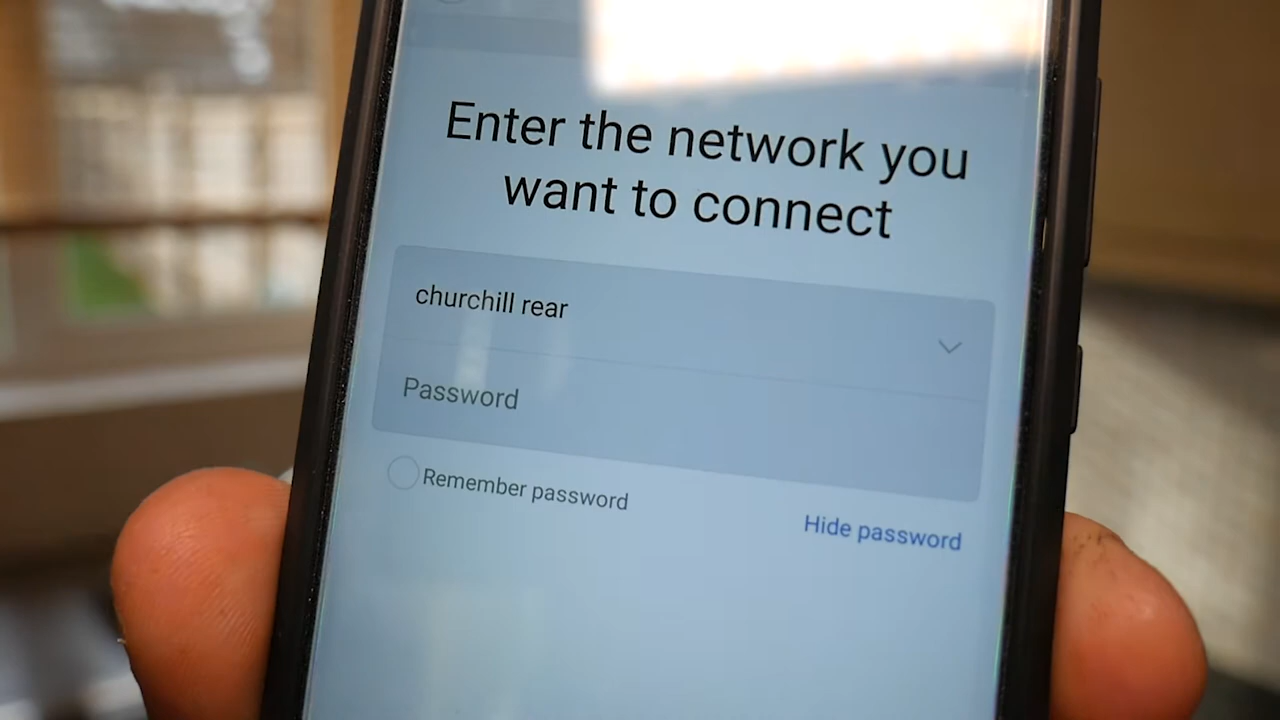 Enter the network you
want to connect
churchill rear
Password
Remember password
Hide password